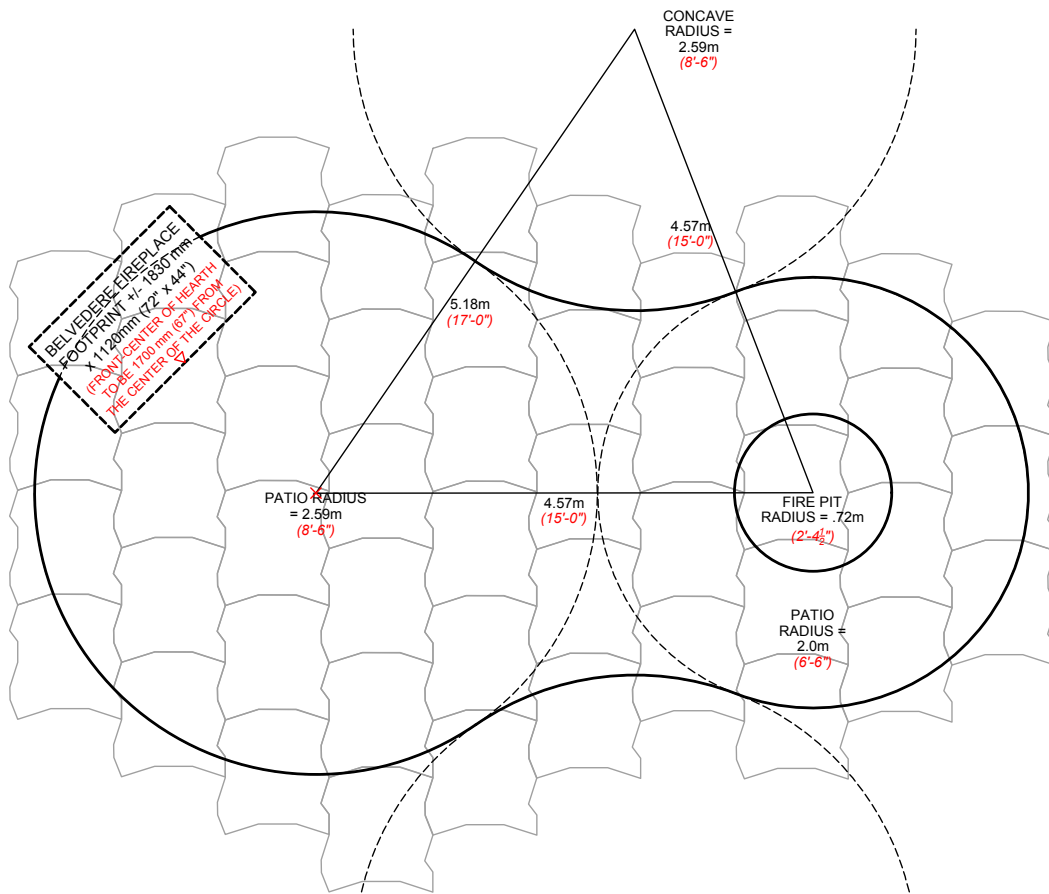 CONCAVE
RADIUS =
2.59m
(8'-6")
BELVEDERE FIREPLACE
FOOTPRINT +/- 1830 mm
X 1120mm (72" X 44")
(FRONT-CENTER OF HEARTH
TO BE 1700 mm (67") FROM
THE CENTER OF THE CIRCLE)
4.57m
(15'-0")
5.18m
(17'-0")
PATIO RADIUS
= 2.59m
(8'-6")
4.57m
(15'-0")
FIRE PIT
RADIUS = .72m
(2'-4½")
PATIO
RADIUS =
2.0m
(6'-6")